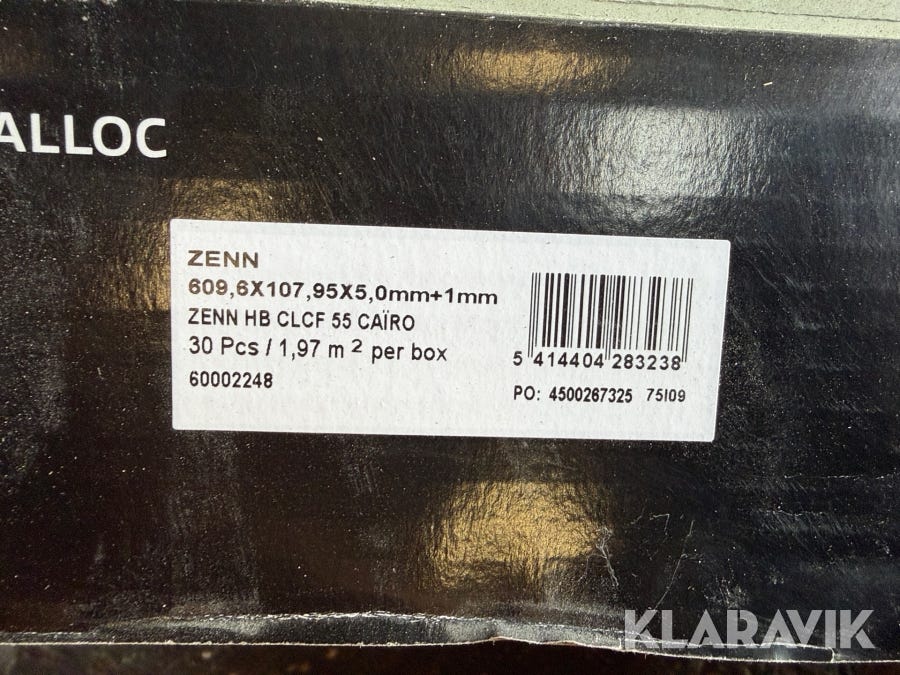 ALLOC
ZENN
609,6X107,95X5,0mm+1mm
ZENN HB CLCF 55 CAÏRO
30 Pcs / 1,97 m² per box
60002248
5 414404 283238
PO: 4500267325 75I09
KLARAVIK